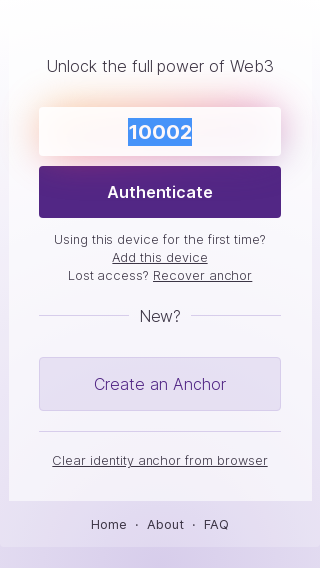 Unlock the full power of Web3
10002
Authenticate
Using this device for the first time?
Add this device
Lost access? Recover anchor
New?
Create an Anchor
Clear identity anchor from browser
Home · About · FAQ